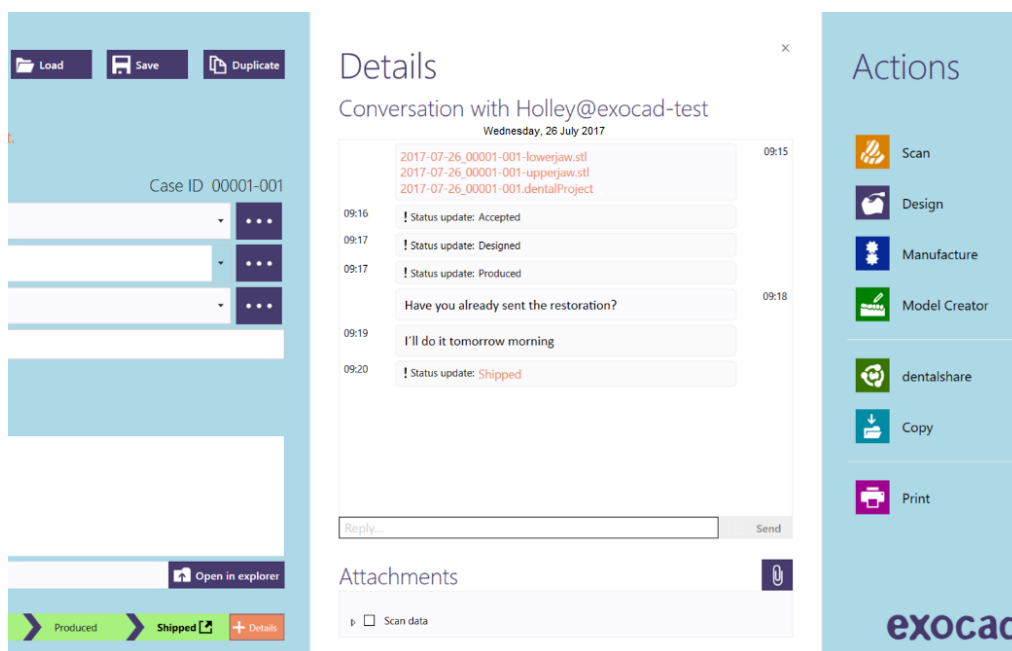 Load
Save
Duplicate
t.
Case ID 00001-001
Open in explorer
Produced
Shipped
Details
×
Details
Conversation with Holley@exocad-test
Wednesday, 26 July 2017
2017-07-26_00001-001-lowerjaw.stl 09:15
2017-07-26_00001-001-upperjaw.stl
2017-07-26_00001-001.dentalProject
09:16 ! Status update: Accepted
09:17 ! Status update: Designed
09:17 ! Status update: Produced
Have you already sent the restoration? 09:18
09:19 I´ll do it tomorrow morning
09:20 ! Status update: Shipped
Reply...
Send
Attachments
Scan data
Actions
Scan
Design
Manufacture
Model Creator
dentalshare
Copy
Print
exocad